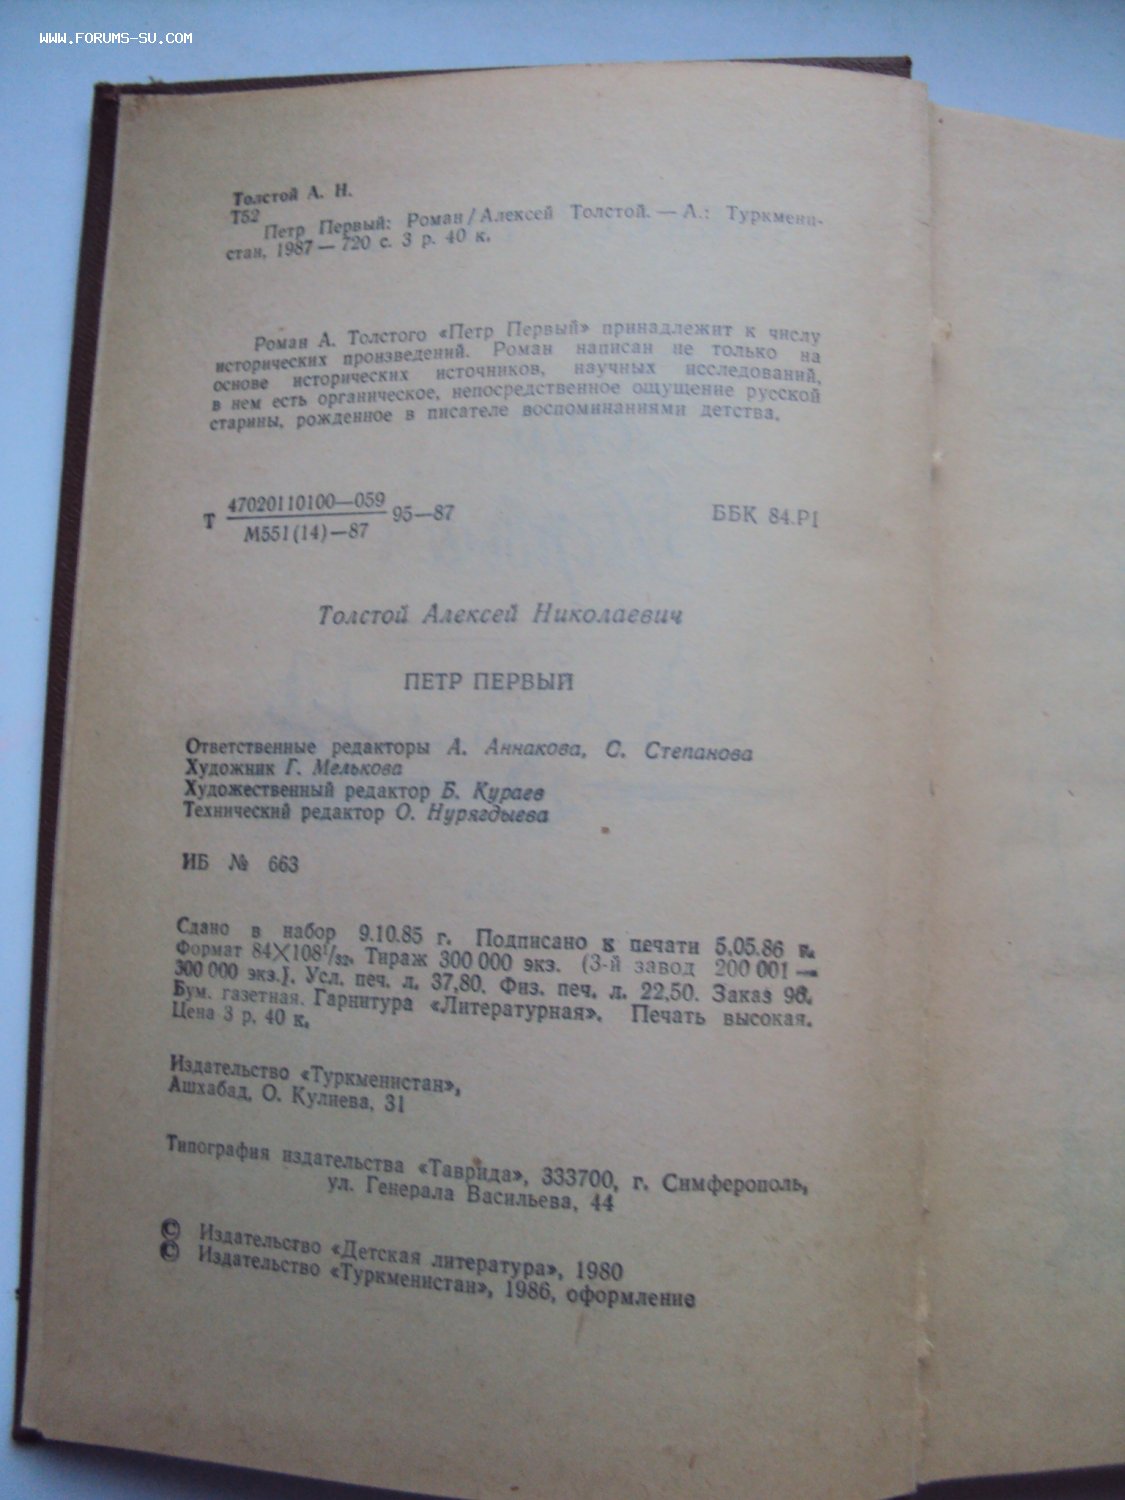 WWW.FORUMS-SU.COM
Толстой А. Н.
Т52
Петр Первый: Роман/Алексей Толстой. — А.: Туркмени-
стан, 1987 — 720 с. 3 р. 40 к.
Роман А. Толстого «Петр Первый» принадлежит к числу
исторических произведений. Роман написан не только на
основе исторических источников, научных исследований,
в нем есть органическое, непосредственное ощущение русской
старины, рожденное в писателе воспоминаниями детства.
Т 47020110100—059 95—87
М551(14)—87
ББК 84.Р1
Толстой Алексей Николаевич
ПЕТР ПЕРВЫЙ
Ответственные редакторы А. Аннакова, С. Степанова
Художник Г. Мелькова
Художественный редактор Б. Кураев
Технический редактор О. Нурягдыева
ИБ № 663
Сдано в набор 9.10.85 г. Подписано к печати 5.05.86 г.
Формат 84×108¹/₃₂. Тираж 300 000 экз. (3-й завод 200 001 —
300 000 экз.). Усл. печ. л. 37,80. Физ. печ. л. 22,50. Заказ 96.
Бум. газетная. Гарнитура «Литературная». Печать высокая.
Цена 3 р. 40 к.
Издательство «Туркменистан»,
Ашхабад, О. Кулиева, 31
Типография издательства «Таврида», 333700, г. Симферополь,
ул. Генерала Васильева, 44
© Издательство «Детская литература», 1980
© Издательство «Туркменистан», 1986, оформление